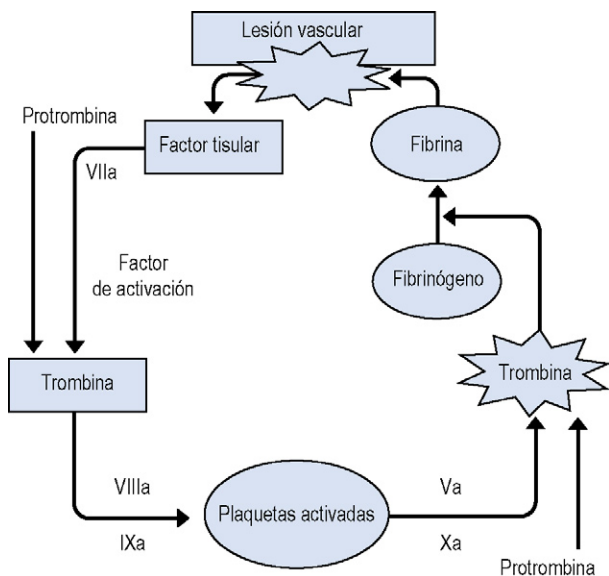 Lesión vascular
Protrombina
Factor tisular
Fibrina
VIIa
Factor
de activación
Fibrinógeno
Trombina
Trombina
VIIIa
Va
Plaquetas activadas
IXa
Xa
Protrombina